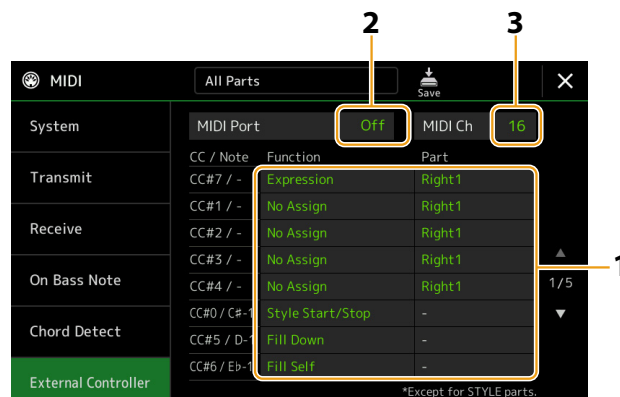 2 3
MIDI All Parts Save ×
System MIDI Port Off MIDI Ch 16
CC / Note Function Part
Transmit CC#7 / - Expression Right1
CC#1 / - No Assign Right1
Receive CC#2 / - No Assign Right1
CC#3 / - No Assign Right1
On Bass Note CC#4 / - No Assign Right1 1/5
1
CC#0 / C#-1 Style Start/Stop -
Chord Detect CC#5 / D-1 Fill Down -
CC#6 / E♭-1 Fill Self -
External Controller *Except for STYLE parts.